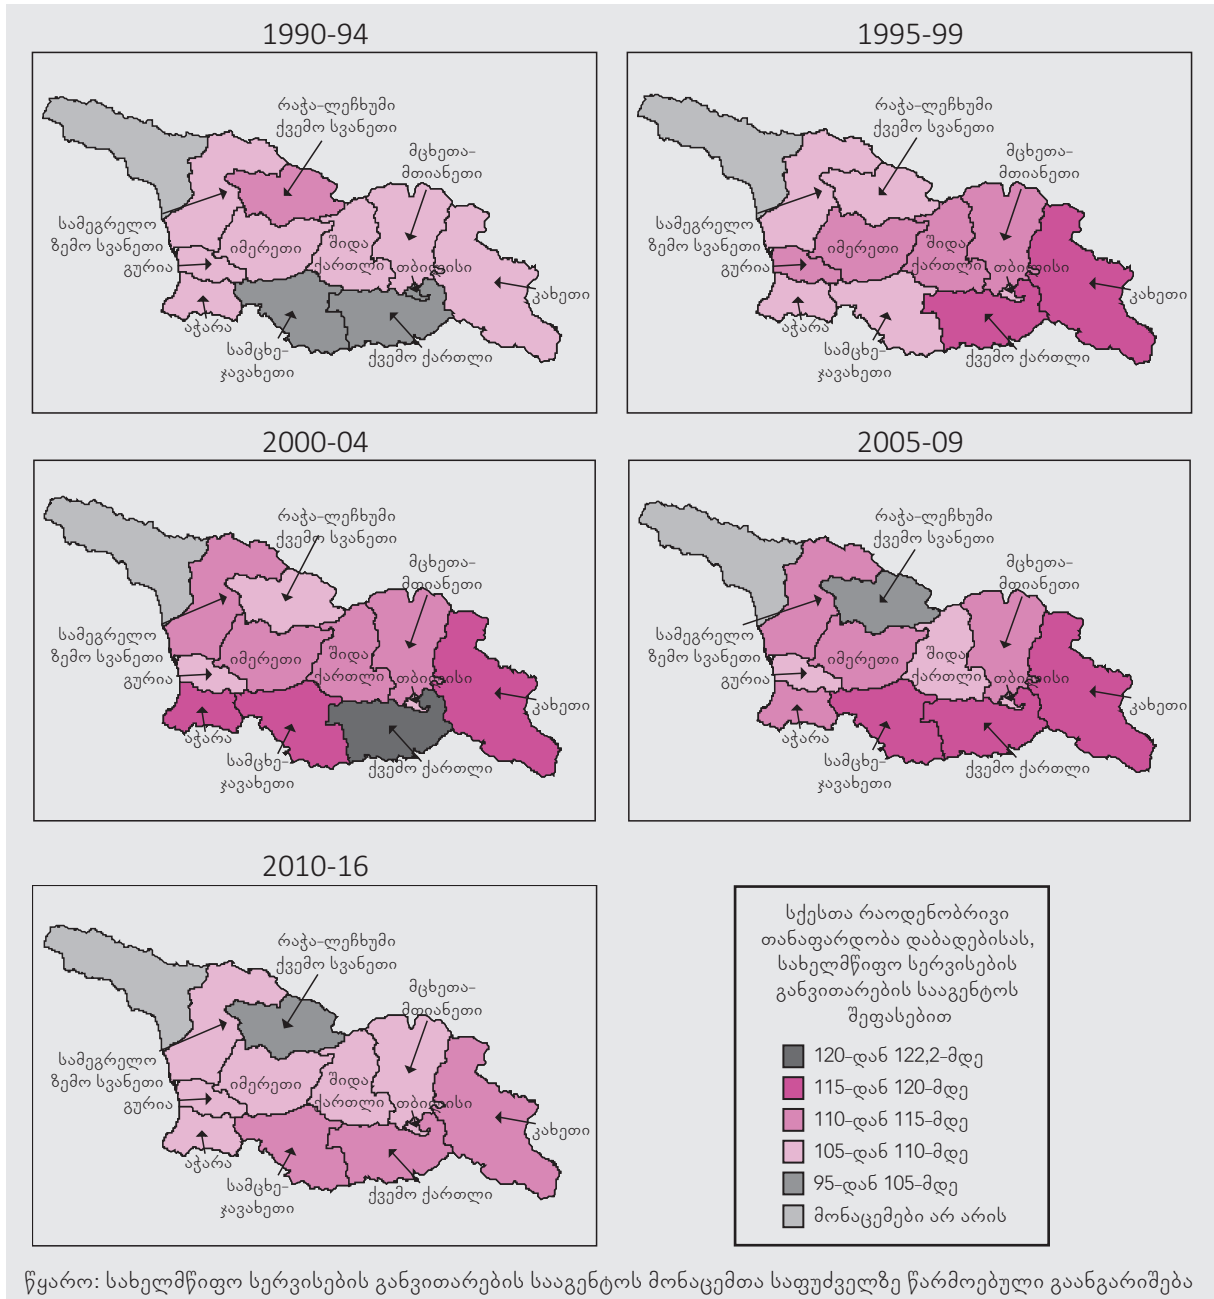 1990-94
რაჭა-ლეჩხუმი
ქვემო სვანეთი
მცხეთა-
მთიანეთი
სამეგრელო
ზემო სვანეთი
გურია
იმერეთი
შიდა
ქართლი
თბილისი
კახეთი
აჭარა
სამცხე-
ჯავახეთი
ქვემო ქართლი
1995-99
რაჭა-ლეჩხუმი
ქვემო სვანეთი
მცხეთა-
მთიანეთი
სამეგრელო
ზემო სვანეთი
გურია
იმერეთი
შიდა
ქართლი
თბილისი
კახეთი
აჭარა
სამცხე-
ჯავახეთი
ქვემო ქართლი
2000-04
რაჭა-ლეჩხუმი
ქვემო სვანეთი
მცხეთა-
მთიანეთი
სამეგრელო
ზემო სვანეთი
გურია
იმერეთი
შიდა
ქართლი
თბილისი
კახეთი
აჭარა
სამცხე-
ჯავახეთი
ქვემო ქართლი
2005-09
რაჭა-ლეჩხუმი
ქვემო სვანეთი
მცხეთა-
მთიანეთი
სამეგრელო
ზემო სვანეთი
გურია
იმერეთი
შიდა
ქართლი
თბილისი
კახეთი
აჭარა
სამცხე-
ჯავახეთი
ქვემო ქართლი
2010-16
რაჭა-ლეჩხუმი
ქვემო სვანეთი
მცხეთა-
მთიანეთი
სამეგრელო
ზემო სვანეთი
გურია
იმერეთი
შიდა
ქართლი
თბილისი
კახეთი
აჭარა
სამცხე-
ჯავახეთი
ქვემო ქართლი
სქესთა რაოდენობრივი
თანაფარდობა დაბადებისას,
სახელმწიფო სერვისების
განვითარების სააგენტოს
შეფასებით
120-დან 122,2-მდე
115-დან 120-მდე
110-დან 115-მდე
105-დან 110-მდე
95-დან 105-მდე
მონაცემები არ არის
წყარო: სახელმწიფო სერვისების განვითარების სააგენტოს მონაცემთა საფუძველზე წარმოებული გაანგარიშება